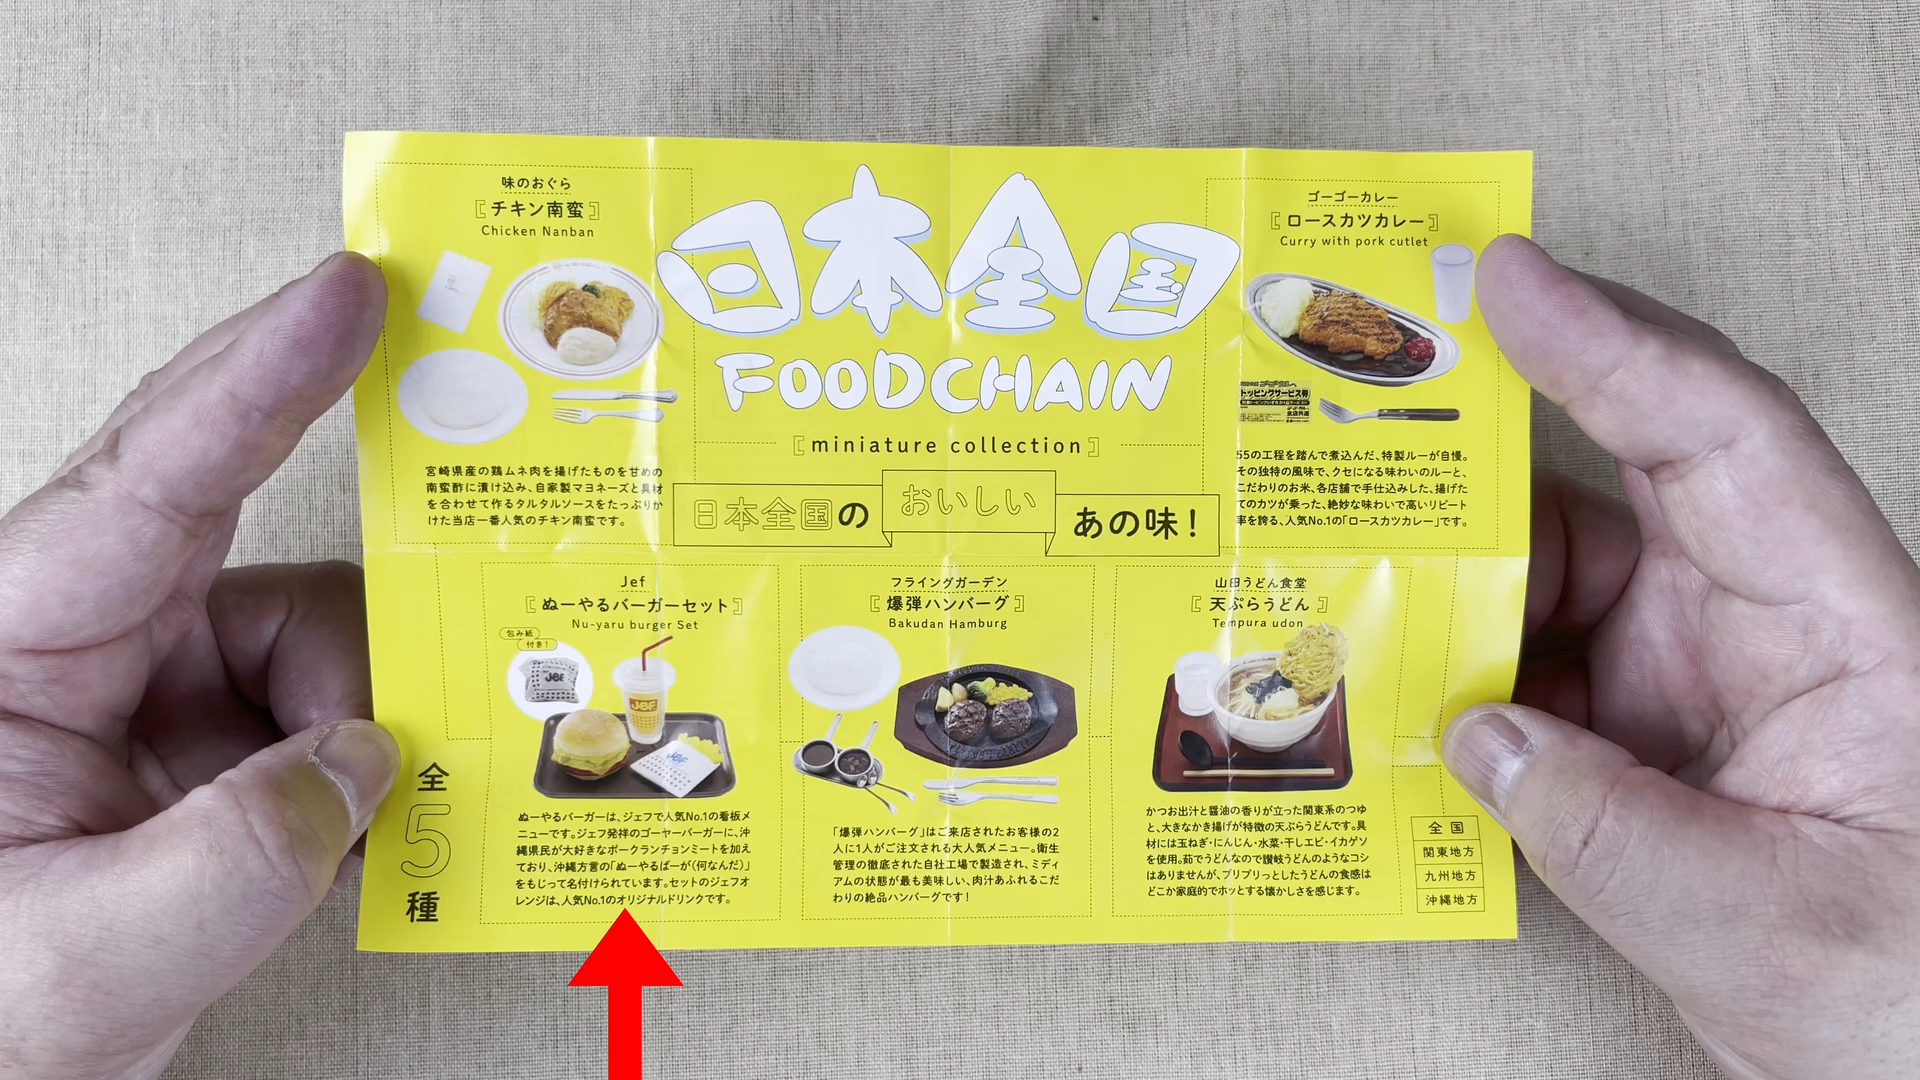 味のおぐら
[チキン南蛮]
Chicken Nanban
宮崎県産の鶏ムネ肉を揚げたものを甘めの
南蛮酢に漬け込み、自家製マヨネーズと具材
を合わせて作るタルタルソースをたっぷりか
けた当店一番人気のチキン南蛮です。
日本全国
FOODCHAIN
[miniature collection]
日本全国のおいしいあの味!
ゴーゴーカレー
[ロースカツカレー]
Curry with pork cutlet
トッピングサービス券
55の工程を踏んで煮込んだ、特製ルーが自慢。
その独特の風味で、クセになる味わいのルーと、
こだわりのお米、各店舗で手仕込みした、揚げた
てのカツが乗った、絶妙な味わいで高いリピート
率を誇る、人気No.1の「ロースカツカレー」です。
Jef
[ぬーやるバーガーセット]
Nu-yaru burger Set
包み紙
付き!
Jef
Jef
Jef
ぬーやるバーガーは、ジェフで人気No.1の看板メ
ニューです。ジェフ発祥のゴーヤーバーガーに、沖
縄県民が大好きなポークランチョンミートを加え
ており、沖縄方言の「ぬーやるばーが(何なんだ)」
をもじって名付けられています。セットのジェフオ
レンジは、人気No.1のオリジナルドリンクです。
フライングガーデン
[爆弾ハンバーグ]
Bakudan Hamburg
「爆弾ハンバーグ」はご来店されたお客様の2
人に1人がご注文される大人気メニュー。衛生
管理の徹底された自社工場で製造され、ミディ
アムの状態が最も美味しい、肉汁あふれるこだ
わりの絶品ハンバーグです!
山田うどん食堂
[天ぷらうどん]
Tempura udon
かつお出汁と醤油の香りが立った関東系のつゆ
と、大きなかき揚げが特徴の天ぷらうどんです。具
材には玉ねぎ・にんじん・水菜・干しエビ・イカゲソ
を使用。茹でうどんなので讃岐うどんのようなコシ
はありませんが、プリプリっとしたうどんの食感は
どこか家庭的でホッとする懐かしさを感じます。
全5種
全国
関東地方
九州地方
沖縄地方